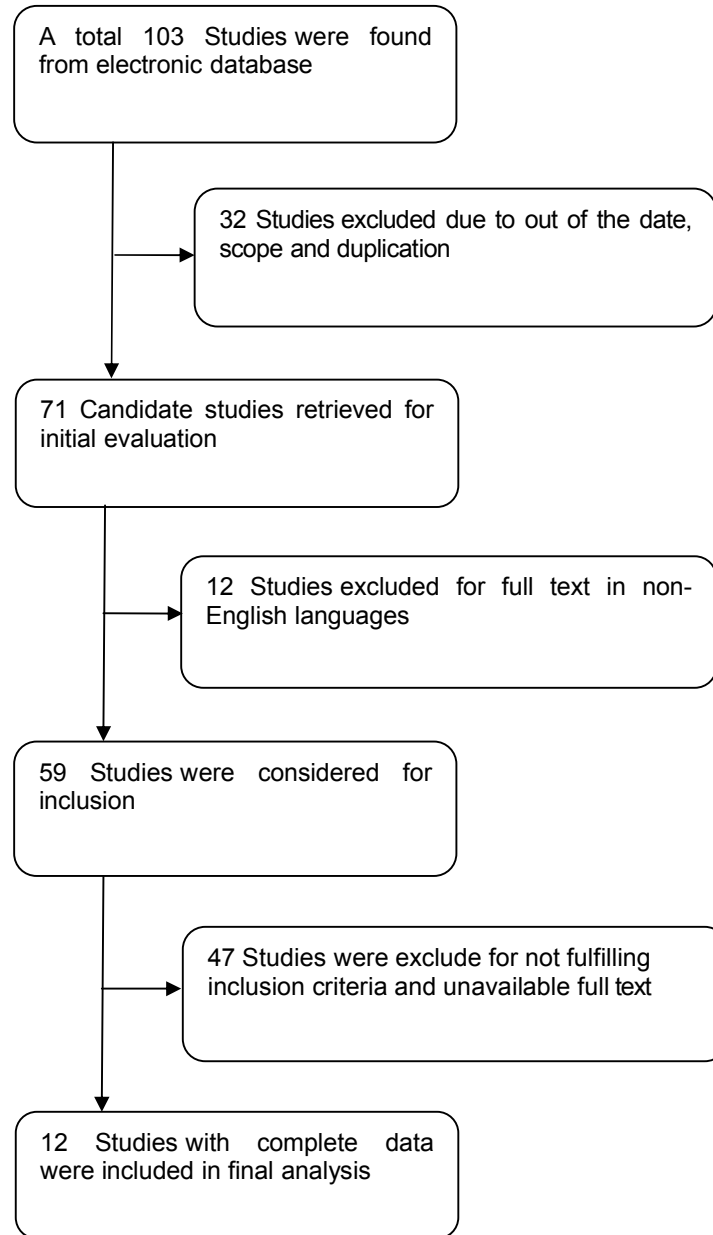 A total 103 Studies were found
from electronic database
32 Studies excluded due to out of the date,
scope and duplication
71 Candidate studies retrieved for
initial evaluation
12 Studies excluded for full text in non-
English languages
59 Studies were considered for
inclusion
47 Studies were exclude for not fulfilling
inclusion criteria and unavailable full text
12 Studies with complete data
were included in final analysis